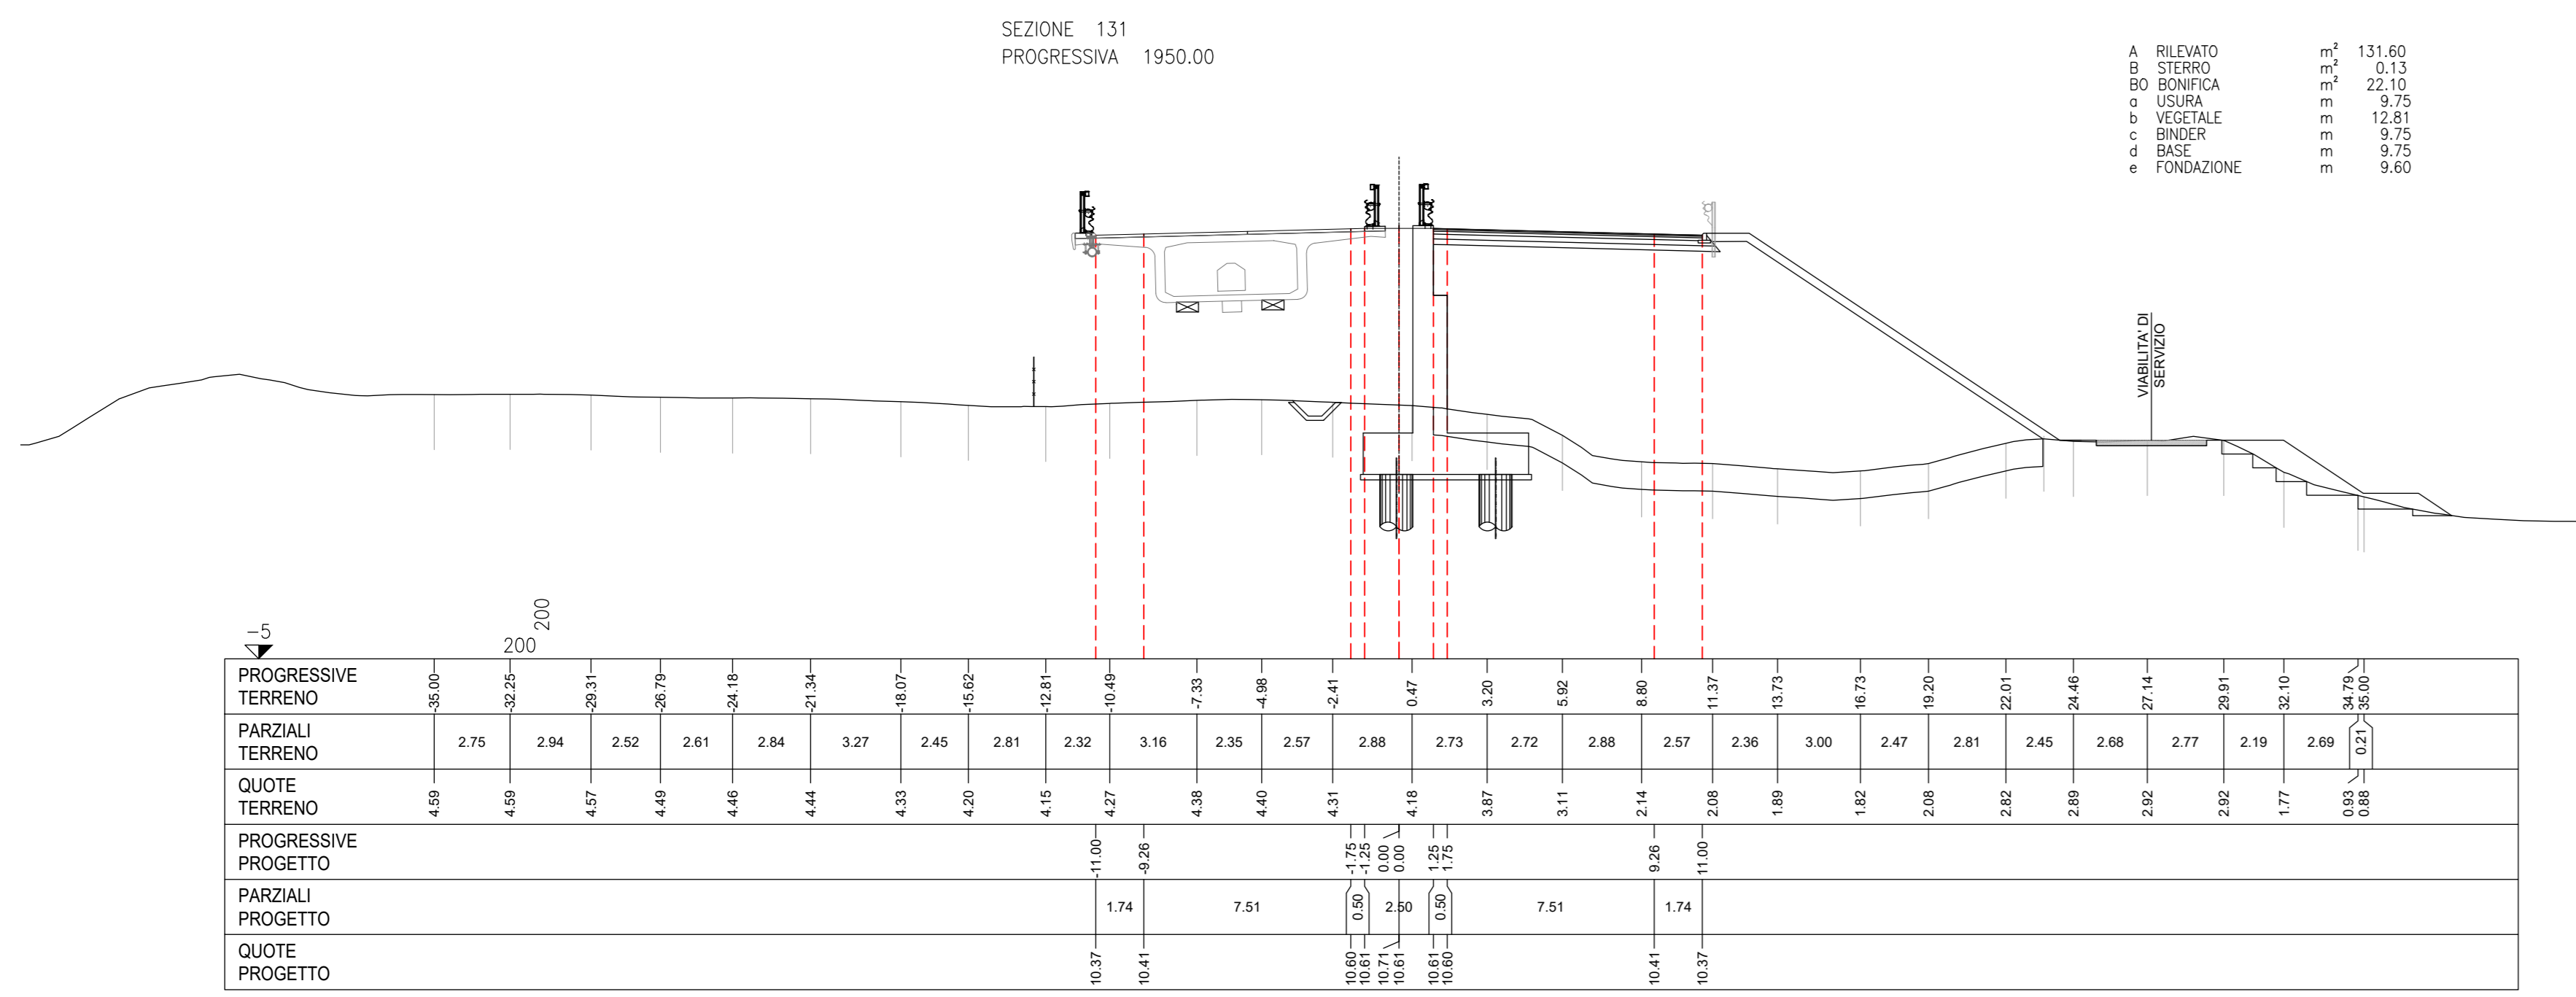 SEZIONE 131
PROGRESSIVA 1950.00
A RILEVATO m² 131.60
B STERRO m² 0.13
BO BONIFICA m² 22.10
a USURA m 9.75
b VEGETALE m 12.81
c BINDER m 9.75
d BASE m 9.75
e FONDAZIONE m 9.60
VIABILITA' DI
SERVIZIO
-5
200
200
PROGRESSIVE
TERRENO
-35.00 -32.25 -29.31 -26.79 -24.18 -21.34 -18.07 -15.62 -12.81 -10.49 -7.33 -4.98 -2.41 0.47 3.20 5.92 8.80 11.37 13.73 16.73 19.20 22.01 24.46 27.14 29.91 32.10 34.79 35.00
PARZIALI
TERRENO
2.75 2.94 2.52 2.61 2.84 3.27 2.45 2.81 2.32 3.16 2.35 2.57 2.88 2.73 2.72 2.88 2.57 2.36 3.00 2.47 2.81 2.45 2.68 2.77 2.19 2.69 0.21
QUOTE
TERRENO
4.59 4.59 4.57 4.49 4.46 4.44 4.33 4.20 4.15 4.27 4.38 4.40 4.31 4.18 3.87 3.11 2.14 2.08 1.89 1.82 2.08 2.82 2.89 2.92 2.92 1.77 0.93 0.88
PROGRESSIVE
PROGETTO
-11.00 -9.26 -1.75 -1.25 0.00 0.00 1.25 1.75 9.26 11.00
PARZIALI
PROGETTO
1.74 7.51 0.50 2.50 0.50 7.51 1.74
QUOTE
PROGETTO
10.37 10.41 10.60 10.61 10.71 10.61 10.61 10.60 10.41 10.37